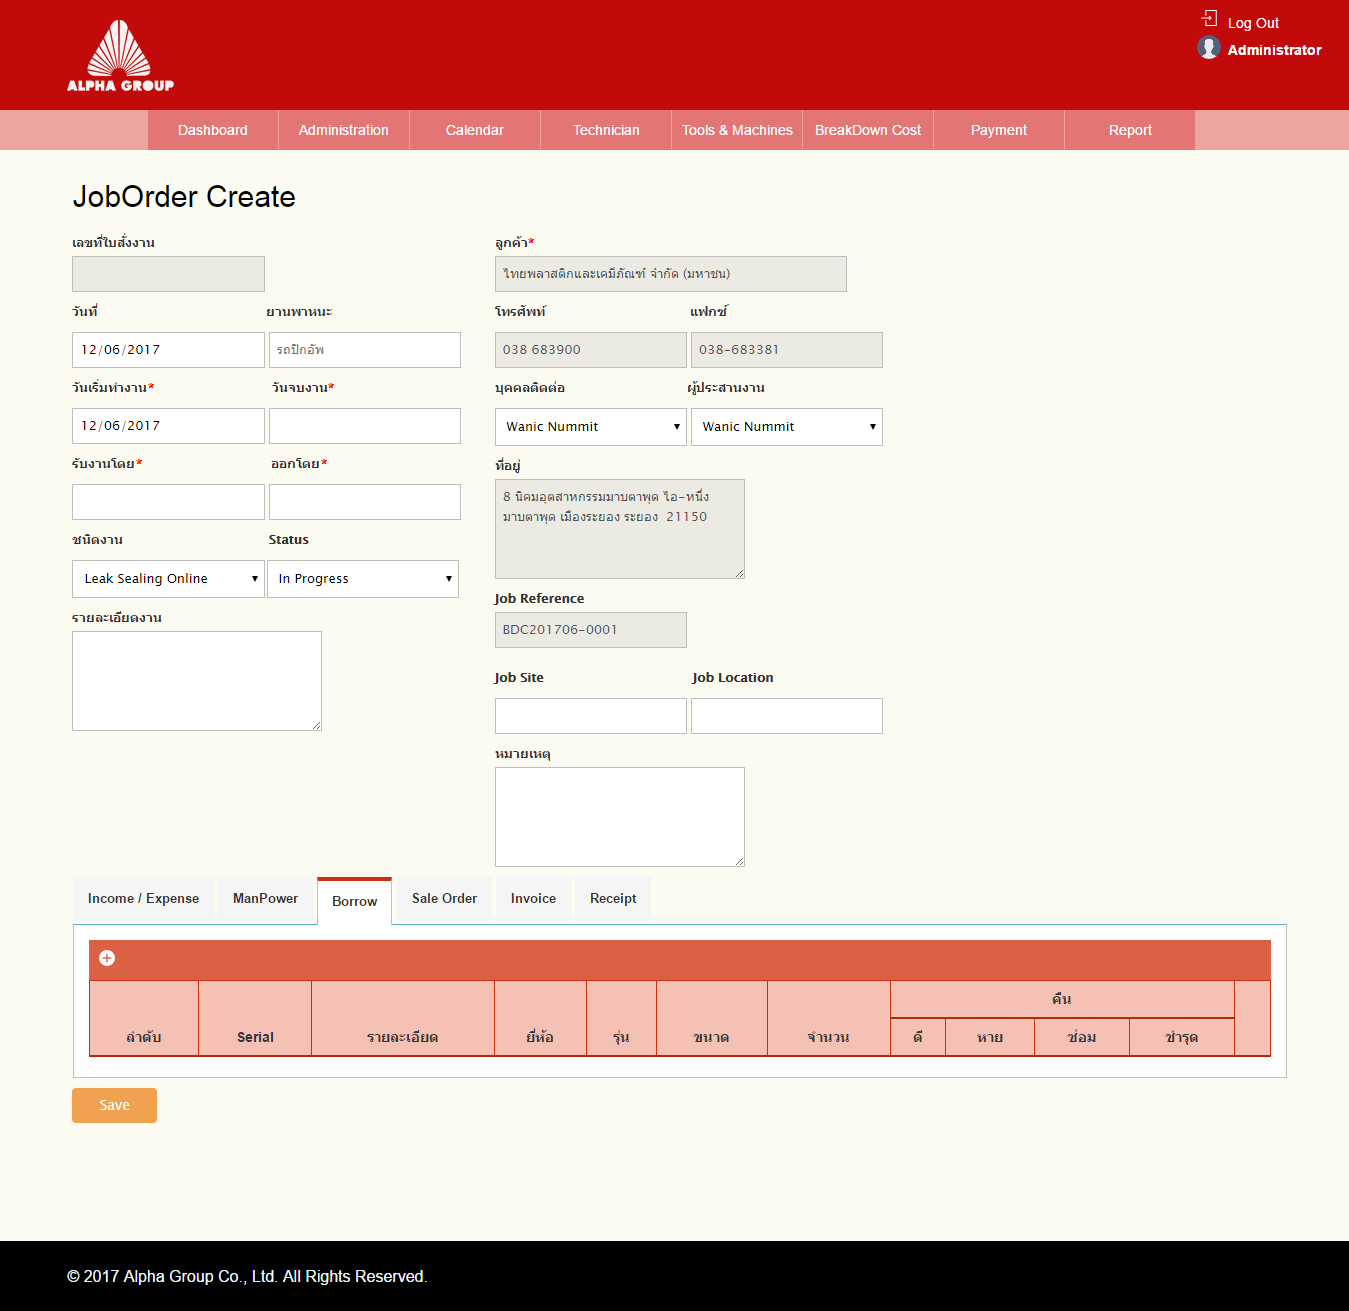 Log Out
Administrator
ALPHA GROUP
Dashboard
Administration
Calendar
Technician
Tools & Machines
BreakDown Cost
Payment
Report
JobOrder Create
เลขที่ใบสั่งงาน
ลูกค้า*
ไทยพลาสติกและเคมีภัณฑ์ จำกัด (มหาชน)
วันที่
ยานพาหนะ
โทรศัพท์
แฟกซ์
12/06/2017
รถปิกอัพ
038 683900
038-683381
วันเริ่มทำงาน*
วันจบงาน*
บุคคลติดต่อ
ผู้ประสานงาน
12/06/2017
Wanic Nummit
Wanic Nummit
รับงานโดย*
ออกโดย*
ที่อยู่
8 นิคมอุตสาหกรรมมาบตาพุด ไอ-หนึ่ง
มาบตาพุด เมืองระยอง ระยอง 21150
ชนิดงาน
Status
Leak Sealing Online
In Progress
Job Reference
รายละเอียดงาน
BDC201706-0001
Job Site
Job Location
หมายเหตุ
Income / Expense
ManPower
Borrow
Sale Order
Invoice
Receipt
คืน
ลำดับ
Serial
รายละเอียด
ยี่ห้อ
รุ่น
ขนาด
จำนวน
ดี
หาย
ซ่อม
ชำรุด
Save
© 2017 Alpha Group Co., Ltd. All Rights Reserved.